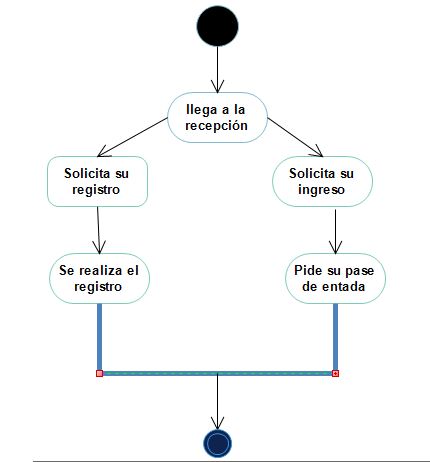 llega a la
recepción
Solicita su
registro
Solicita su
ingreso
Se realiza el
registro
Pide su pase
de entada